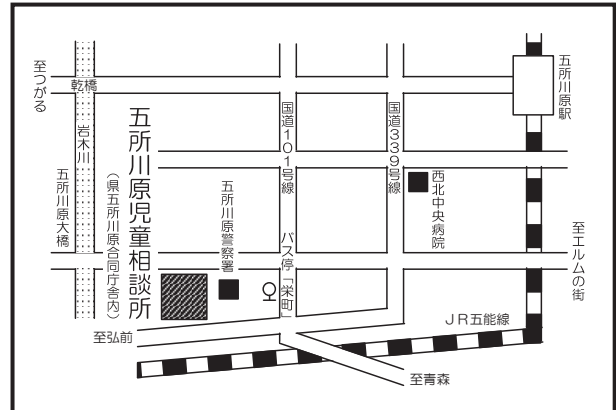 至つがる
乾橋
岩木川
五所川原大橋
五所川原児童相談所
(県五所川原合同庁舎内)
五所川原警察署
国道101号線
バス停「栄町」
国道339号線
西北中央病院
五所川原駅
至エルムの街
JR五能線
至弘前
至青森